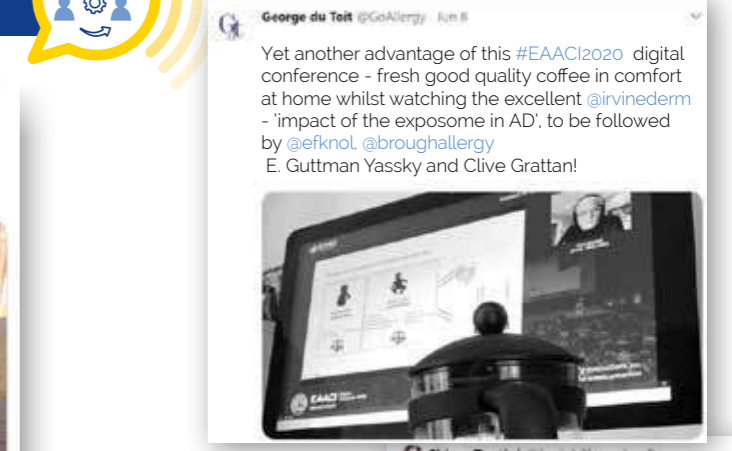 George du Toit @GoAllergy Jun 8
Yet another advantage of this #EAACI2020 digital
conference - fresh good quality coffee in comfort
at home whilst watching the excellent @irvinederm
- 'impact of the exposome in AD', to be followed
by @efknol, @broughallergy
E. Guttman Yassky and Clive Grattan!
EAACI